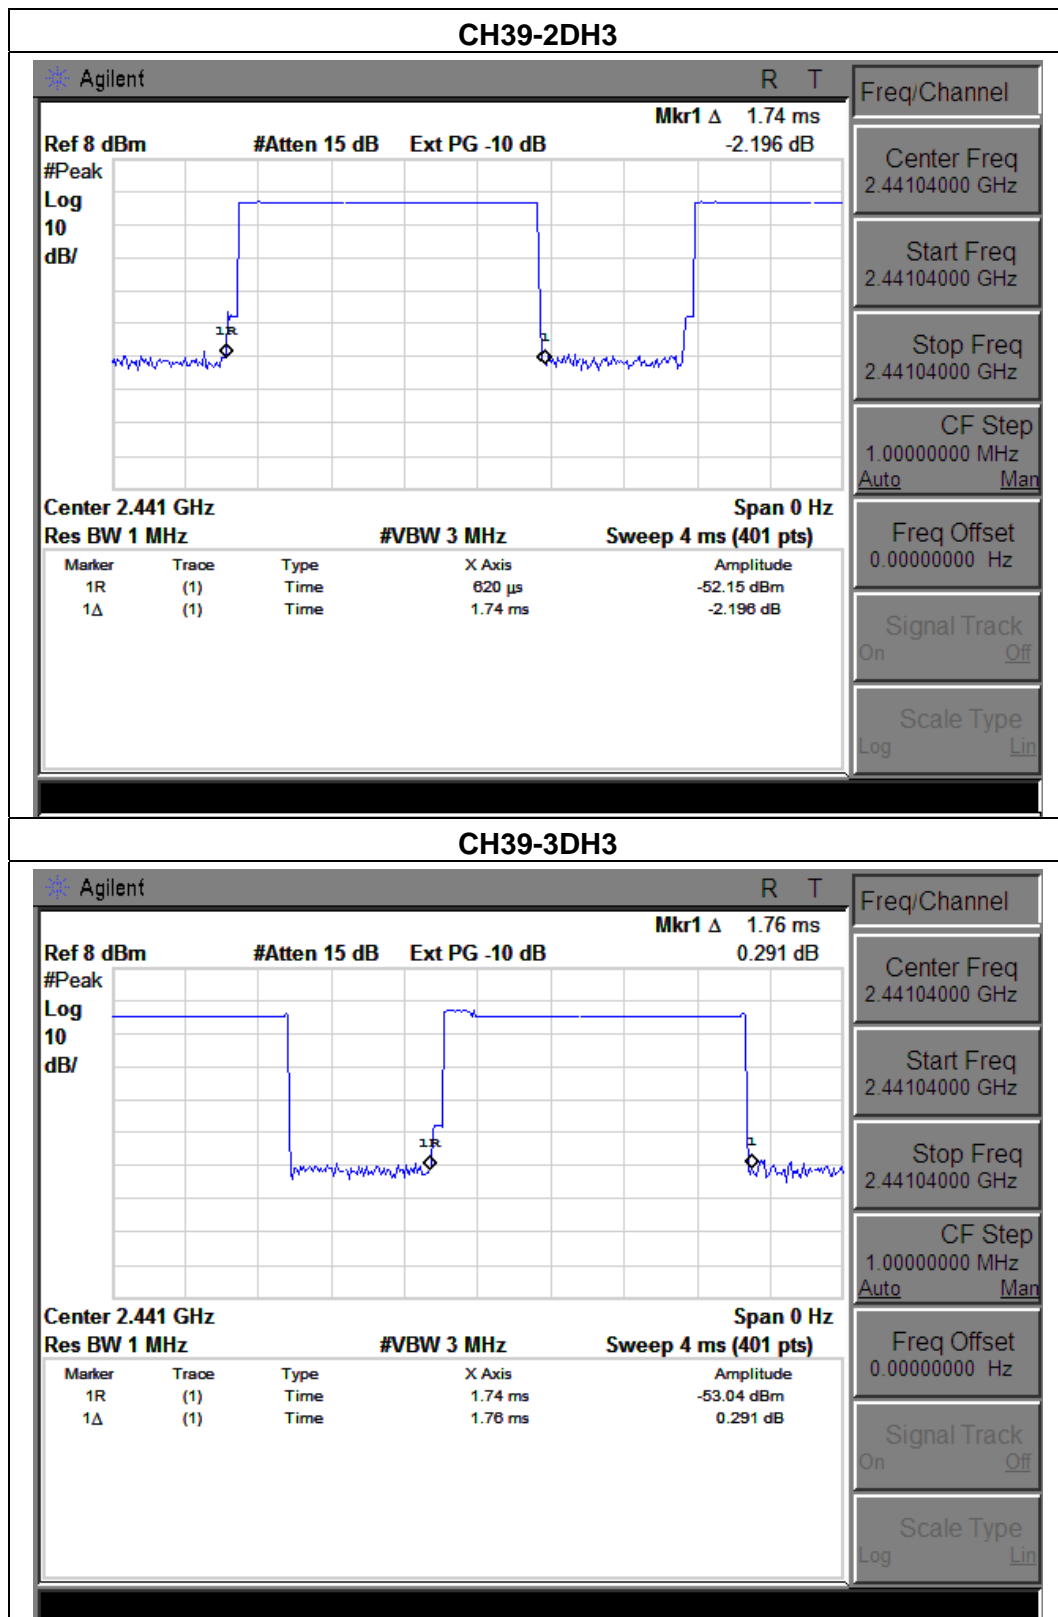 CH39-2DH3
Agilent R T
Mkr1 Δ 1.74 ms
Ref 8 dBm #Atten 15 dB Ext PG -10 dB -2.196 dB
#Peak
Log
10
dB/
1R
1
Center 2.441 GHz Span 0 Hz
Res BW 1 MHz #VBW 3 MHz Sweep 4 ms (401 pts)
Marker Trace Type X Axis Amplitude
1R (1) Time 620 µs -52.15 dBm
1Δ (1) Time 1.74 ms -2.196 dB
Freq/Channel
Center Freq
2.44104000 GHz
Start Freq
2.44104000 GHz
Stop Freq
2.44104000 GHz
CF Step
1.00000000 MHz
Auto Man
Freq Offset
0.00000000 Hz
Signal Track
On Off
Scale Type
Log Lin
CH39-3DH3
Agilent R T
Mkr1 Δ 1.76 ms
Ref 8 dBm #Atten 15 dB Ext PG -10 dB 0.291 dB
#Peak
Log
10
dB/
1R
1
Center 2.441 GHz Span 0 Hz
Res BW 1 MHz #VBW 3 MHz Sweep 4 ms (401 pts)
Marker Trace Type X Axis Amplitude
1R (1) Time 1.74 ms -53.04 dBm
1Δ (1) Time 1.76 ms 0.291 dB
Freq/Channel
Center Freq
2.44104000 GHz
Start Freq
2.44104000 GHz
Stop Freq
2.44104000 GHz
CF Step
1.00000000 MHz
Auto Man
Freq Offset
0.00000000 Hz
Signal Track
On Off
Scale Type
Log Lin